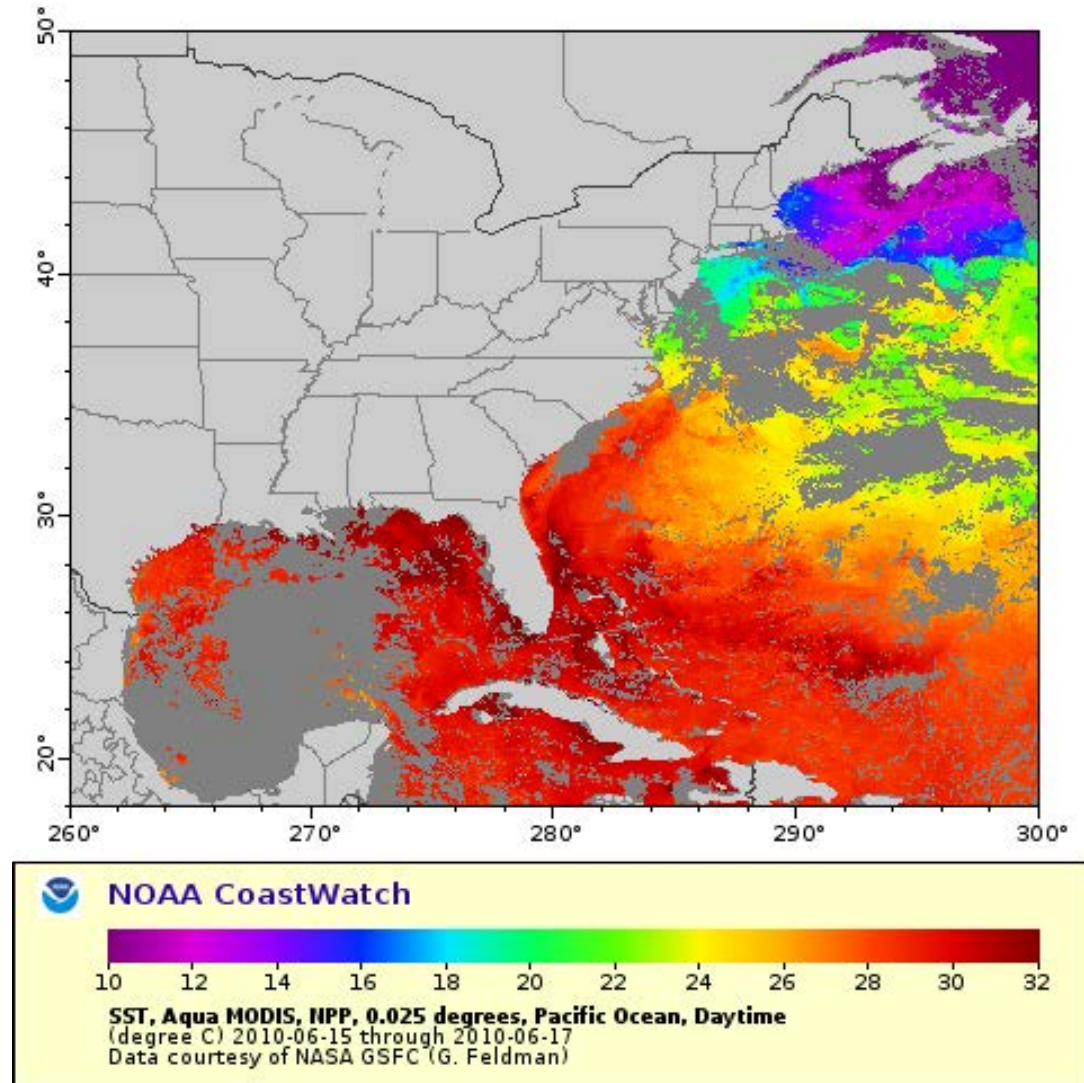 50°
40°
30°
20°
260° 270° 280° 290° 300°
NOAA CoastWatch
10 12 14 16 18 20 22 24 26 28 30 32
SST, Aqua MODIS, NPP, 0.025 degrees, Pacific Ocean, Daytime
(degree C) 2010-06-15 through 2010-06-17
Data courtesy of NASA GSFC (G. Feldman)